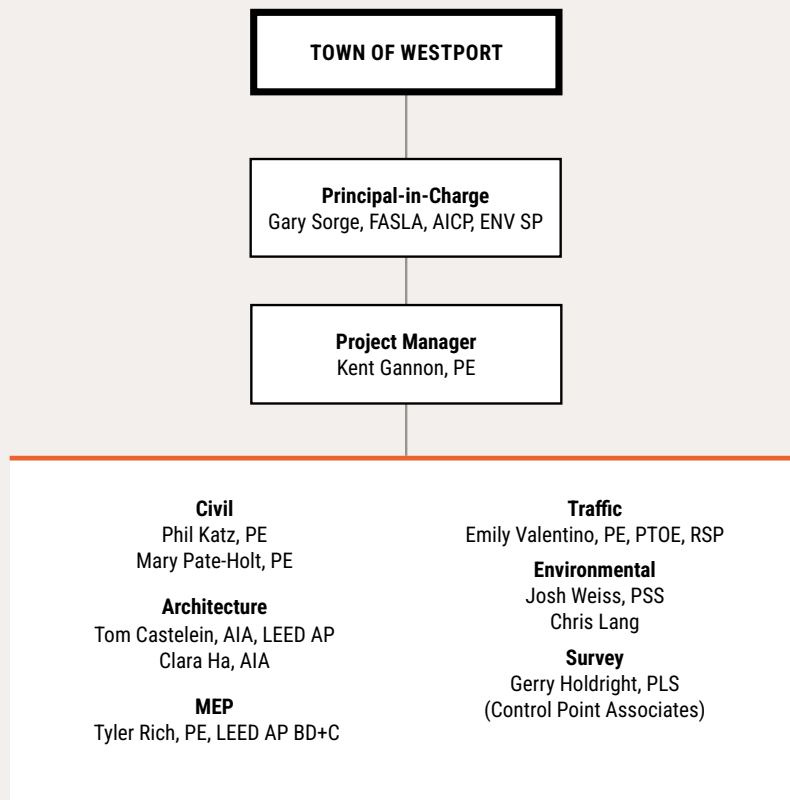 TOWN OF WESTPORT
Principal-in-Charge
Gary Sorge, FASLA, AICP, ENV SP
Project Manager
Kent Gannon, PE
Civil
Phil Katz, PE
Mary Pate-Holt, PE
Architecture
Tom Castelein, AIA, LEED AP
Clara Ha, AIA
MEP
Tyler Rich, PE, LEED AP BD+C
Traffic
Emily Valentino, PE, PTOE, RSP
Environmental
Josh Weiss, PSS
Chris Lang
Survey
Gerry Holdright, PLS
(Control Point Associates)